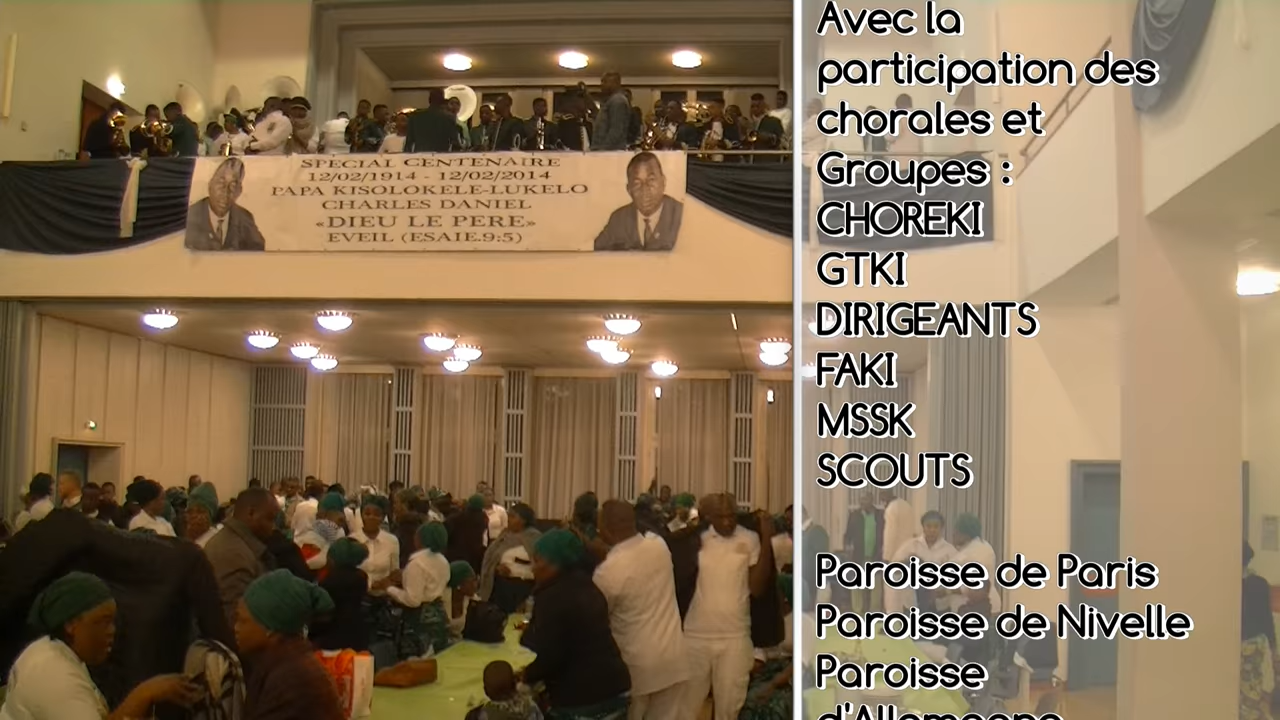 SPECIAL CENTENAIRE
12/02/1914 - 12/02/2014
PAPA KISOLOKELE-LUKELO
CHARLES DANIEL
«DIEU LE PERE»
EVEIL (ESAIE.9:5)
Avec la
participation des
chorales et
Groupes :
CHOREKI
GTKI
DIRIGEANTS
FAKI
MSSK
SCOUTS
Paroisse de Paris
Paroisse de Nivelle
Paroisse
d'Allemagne